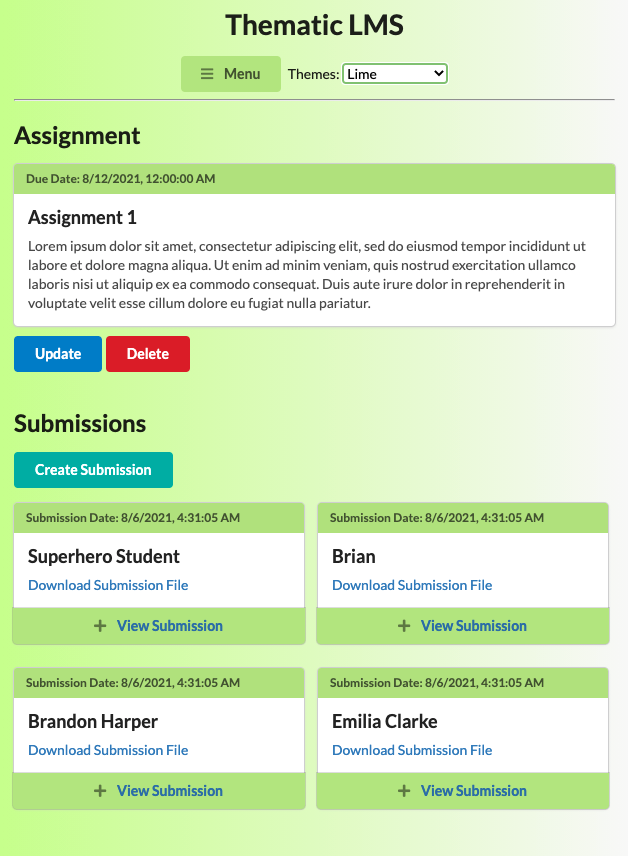 Thematic LMS
Menu Themes: Lime
Assignment
Due Date: 8/12/2021, 12:00:00 AM
Assignment 1
Lorem ipsum dolor sit amet, consectetur adipiscing elit, sed do eiusmod tempor incididunt ut
labore et dolore magna aliqua. Ut enim ad minim veniam, quis nostrud exercitation ullamco
laboris nisi ut aliquip ex ea commodo consequat. Duis aute irure dolor in reprehenderit in
voluptate velit esse cillum dolore eu fugiat nulla pariatur.
Update Delete
Submissions
Create Submission
Submission Date: 8/6/2021, 4:31:05 AM
Superhero Student
Download Submission File
View Submission
Submission Date: 8/6/2021, 4:31:05 AM
Brian
Download Submission File
View Submission
Submission Date: 8/6/2021, 4:31:05 AM
Brandon Harper
Download Submission File
View Submission
Submission Date: 8/6/2021, 4:31:05 AM
Emilia Clarke
Download Submission File
View Submission